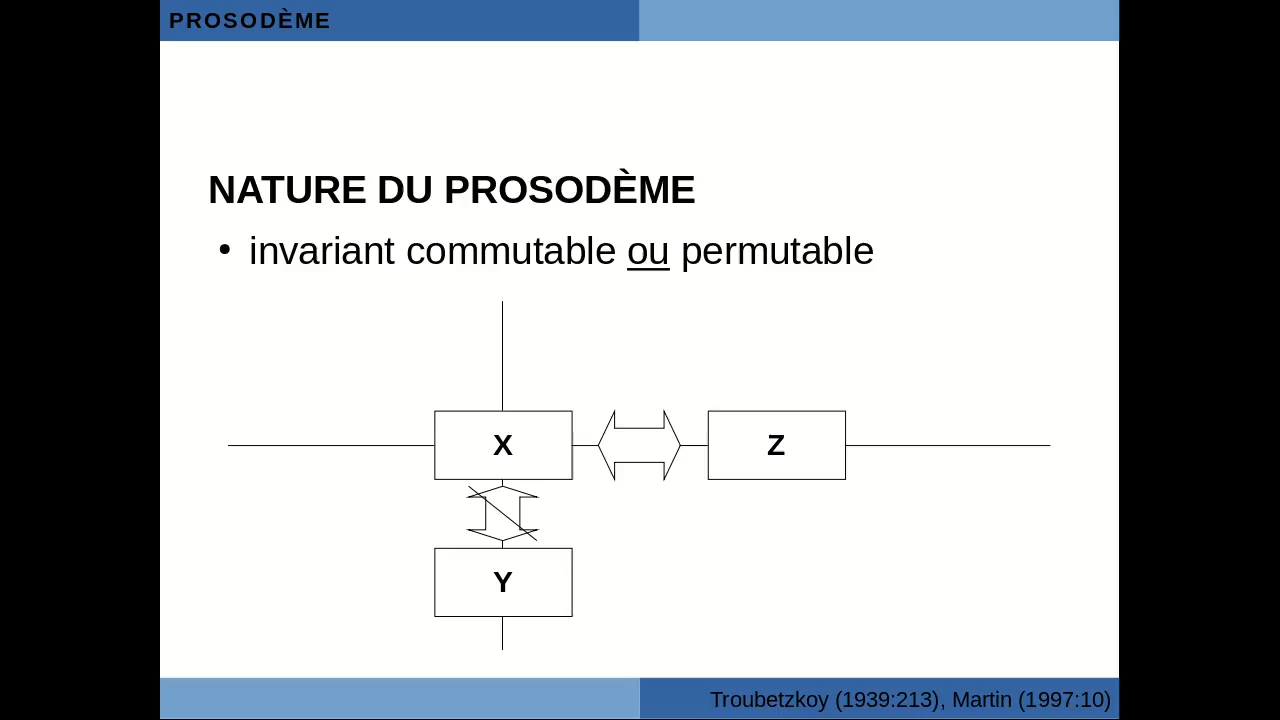 PROSODÈME
NATURE DU PROSODÈME
• invariant commutable ou permutable
X
Z
Y
Troubetzkoy (1939:213), Martin (1997:10)